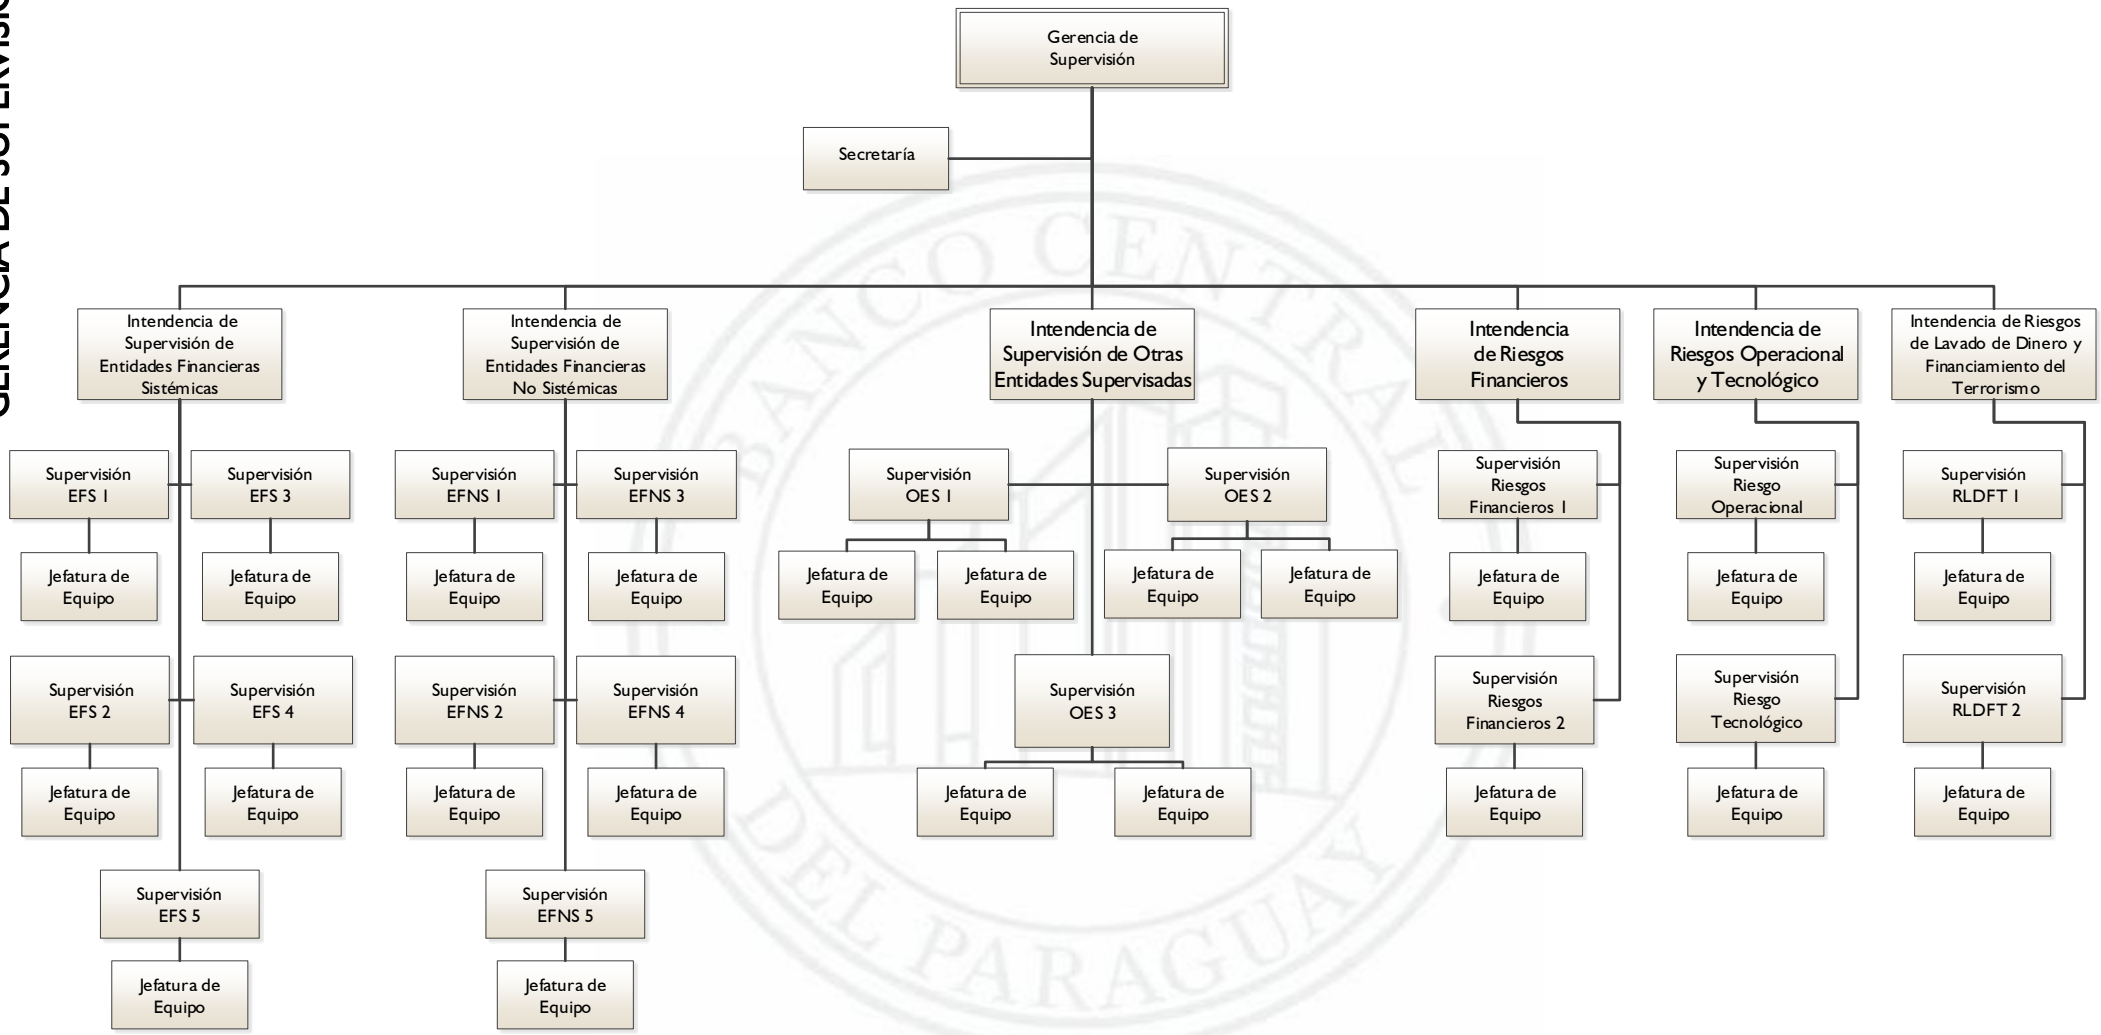 GERENCIA DE
Gerencia de
Supervisión
Secretaría
BANCO CENTRAL
DEL PARAGUAY
Intendencia de
Supervisión de
Entidades Financieras
Sistémicas
Intendencia de
Supervisión de
Entidades Financieras
No Sistémicas
Intendencia de
Supervisión de Otras
Entidades Supervisadas
Intendencia
de Riesgos
Financieros
Intendencia de
Riesgos Operacional
y Tecnológico
Intendencia de Riesgos
de Lavado de Dinero y
Financiamiento del
Terrorismo
Supervisión
EFS 1
Supervisión
EFS 3
Supervisión
EFNS 1
Supervisión
EFNS 3
Supervisión
OES 1
Supervisión
OES 2
Supervisión
Riesgos
Financieros 1
Supervisión
Riesgo
Operacional
Supervisión
RLDFT 1
Jefatura de
Equipo
Jefatura de
Equipo
Jefatura de
Equipo
Jefatura de
Equipo
Jefatura de
Equipo
Jefatura de
Equipo
Jefatura de
Equipo
Jefatura de
Equipo
Jefatura de
Equipo
Jefatura de
Equipo
Jefatura de
Equipo
Supervisión
EFS 2
Supervisión
EFS 4
Supervisión
EFNS 2
Supervisión
EFNS 4
Supervisión
OES 3
Supervisión
Riesgos
Financieros 2
Supervisión
Riesgo
Tecnológico
Supervisión
RLDFT 2
Jefatura de
Equipo
Jefatura de
Equipo
Jefatura de
Equipo
Jefatura de
Equipo
Jefatura de
Equipo
Jefatura de
Equipo
Jefatura de
Equipo
Jefatura de
Equipo
Jefatura de
Equipo
Supervisión
EFS 5
Supervisión
EFNS 5
Jefatura de
Equipo
Jefatura de
Equipo